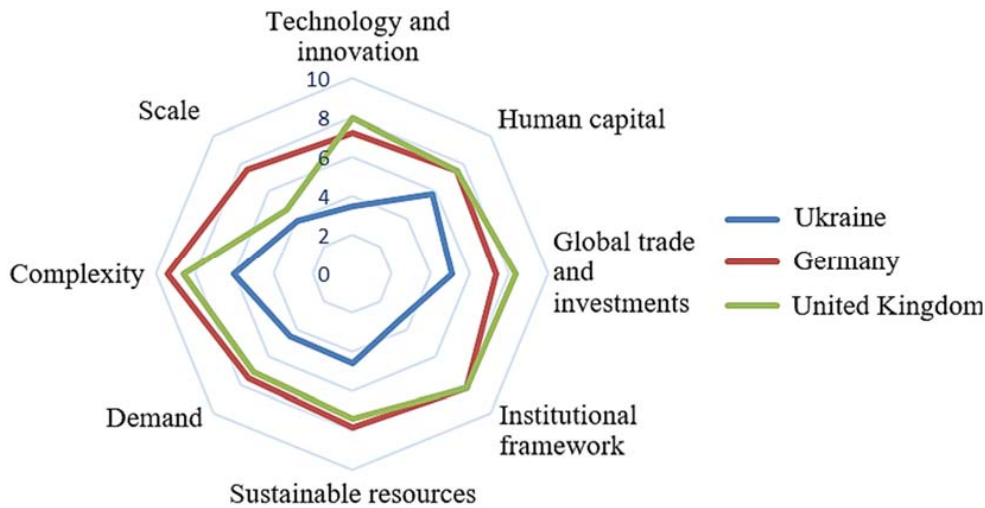 Technology and
innovation
10
8
6
4
2
0
Scale
Human capital
Complexity
Global trade
and
investments
Demand
Institutional
framework
Sustainable resources
Ukraine
Germany
United Kingdom